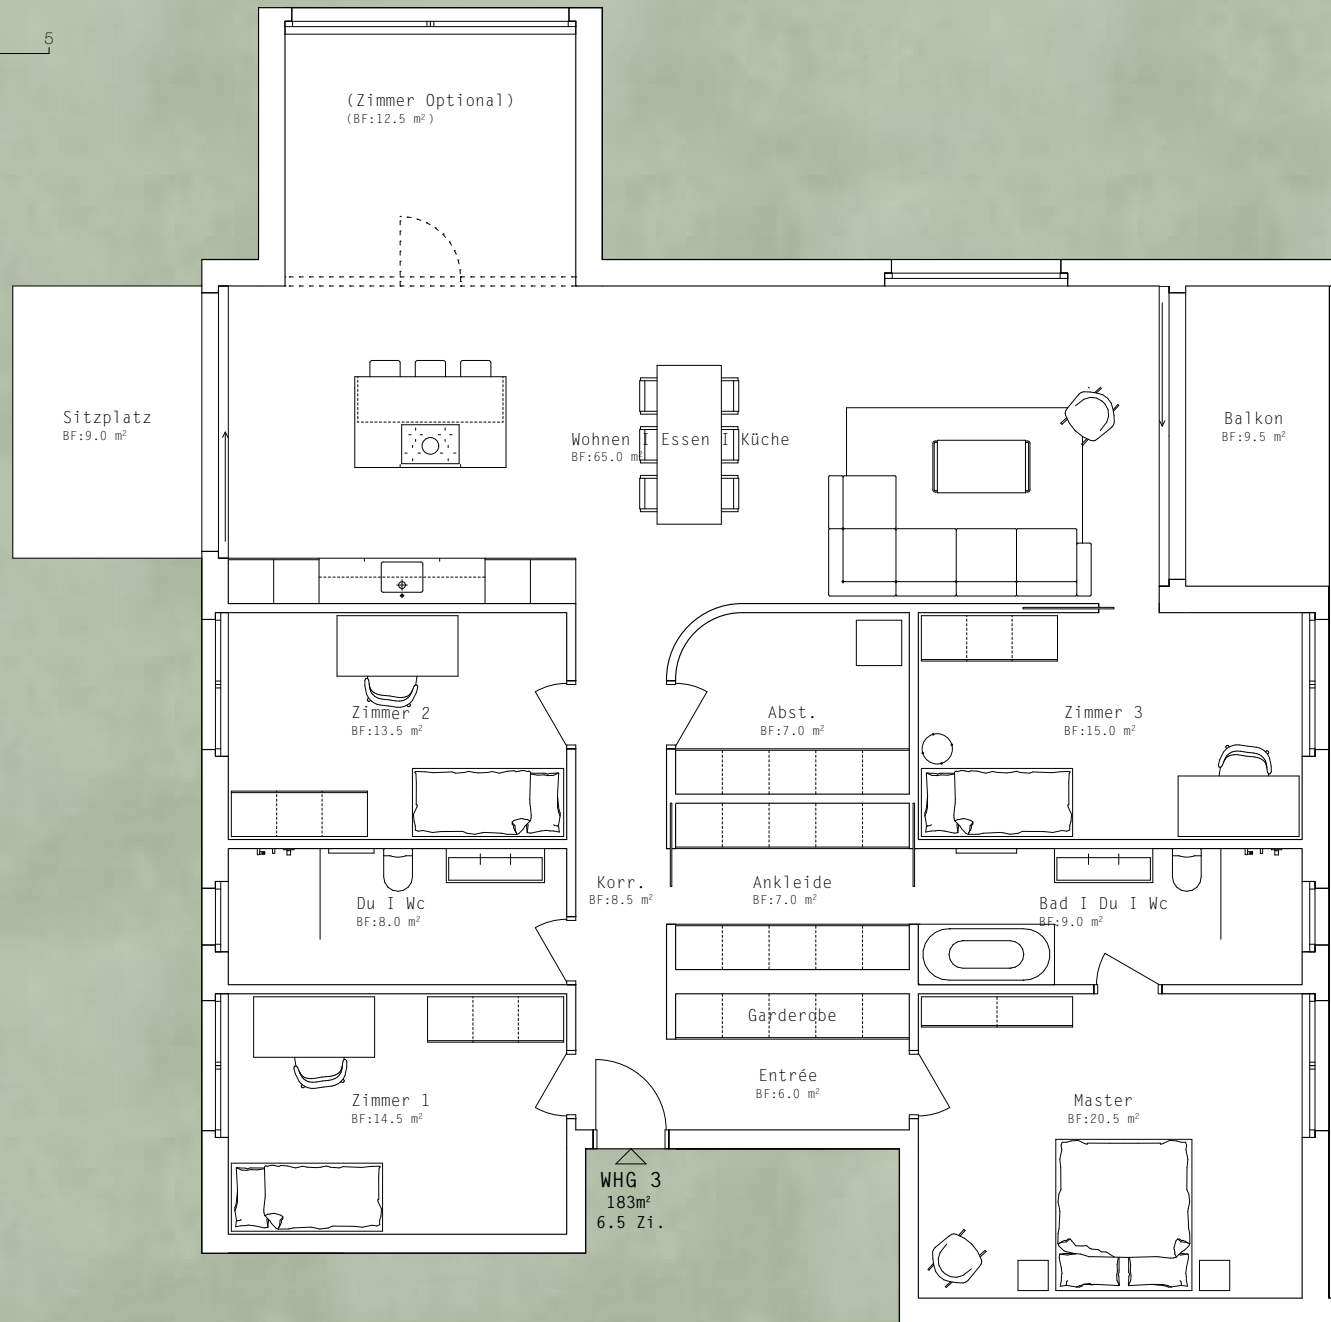 5
(Zimmer Optional)
(BF:12.5 m²)
Sitzplatz
BF:9.0 m²
Wohnen I Essen I Küche
BF:65.0 m²
Balkon
BF:9.5 m²
Zimmer 2
BF:13.5 m²
Abst.
BF:7.0 m²
Zimmer 3
BF:15.0 m²
Du I Wc
BF:8.0 m²
Korr.
BF:8.5 m²
Ankleide
BF:7.0 m²
Bad I Du I Wc
BF:9.0 m²
Garderobe
Entrée
BF:6.0 m²
Zimmer 1
BF:14.5 m²
Master
BF:20.5 m²
WHG 3
183m²
6.5 Zi.